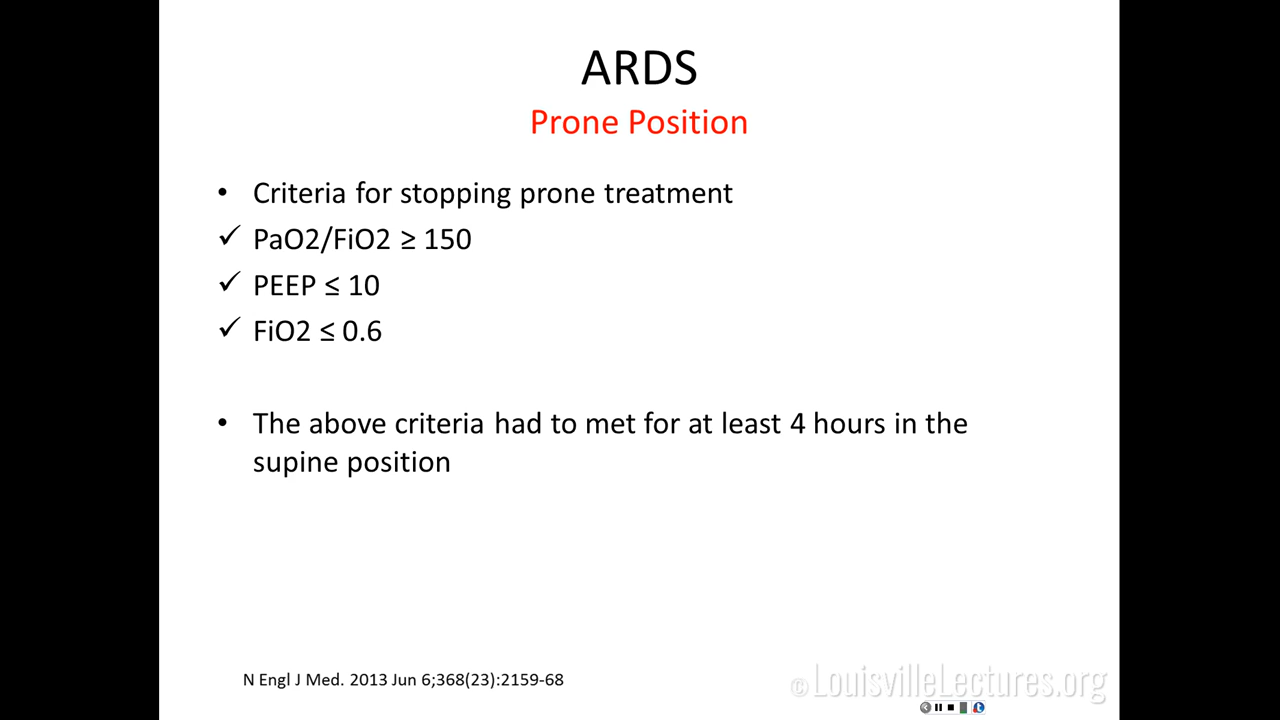 ARDS
Prone Position
• Criteria for stopping prone treatment
✓ PaO2/FiO2 ≥ 150
✓ PEEP ≤ 10
✓ FiO2 ≤ 0.6
• The above criteria had to met for at least 4 hours in the
supine position
N Engl J Med. 2013 Jun 6;368(23):2159-68
© LouisvilleLectures.org